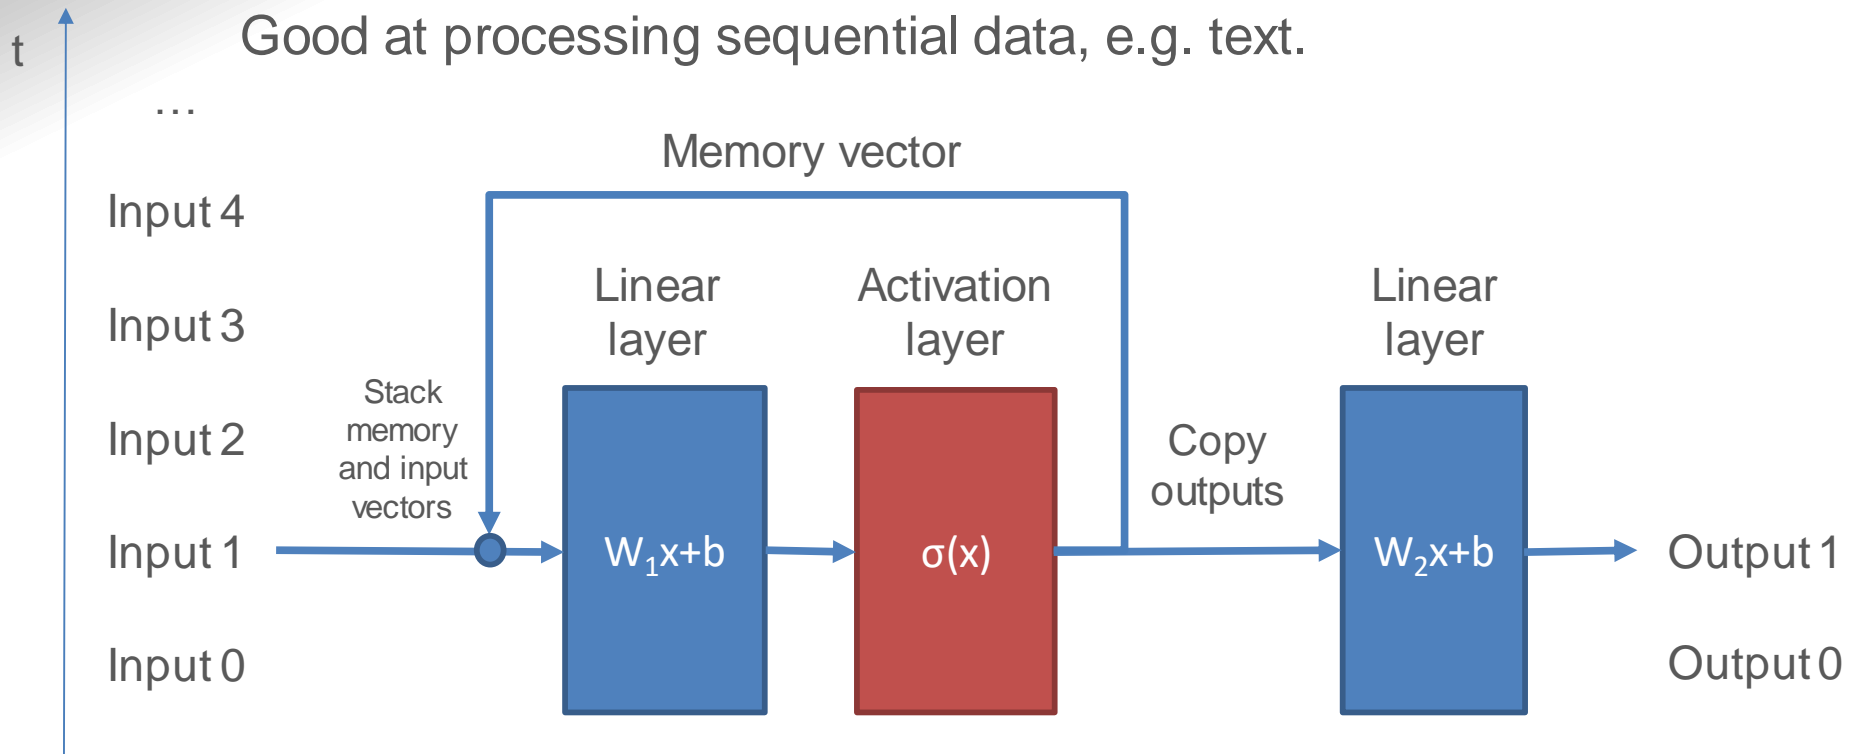 t
Good at processing sequential data, e.g. text.
...
Memory vector
Input 4
Linear
layer
Activation
layer
Linear
layer
Input 3
Stack
memory
and input
vectors
Input 2
Copy
outputs
Input 1
W₁x+b
σ(x)
W₂x+b
Output 1
Input 0
Output 0